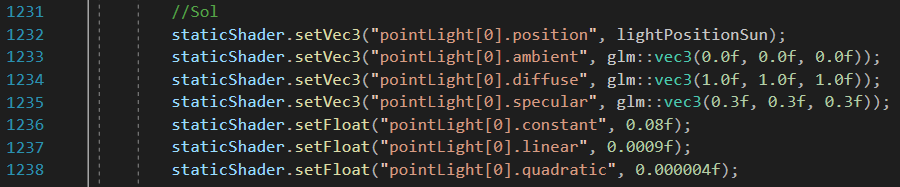 1231 //Sol
1232 staticShader.setVec3("pointLight[0].position", lightPositionSun);
1233 staticShader.setVec3("pointLight[0].ambient", glm::vec3(0.0f, 0.0f, 0.0f));
1234 staticShader.setVec3("pointLight[0].diffuse", glm::vec3(1.0f, 1.0f, 1.0f));
1235 staticShader.setVec3("pointLight[0].specular", glm::vec3(0.3f, 0.3f, 0.3f));
1236 staticShader.setFloat("pointLight[0].constant", 0.08f);
1237 staticShader.setFloat("pointLight[0].linear", 0.0009f);
1238 staticShader.setFloat("pointLight[0].quadratic", 0.000004f);